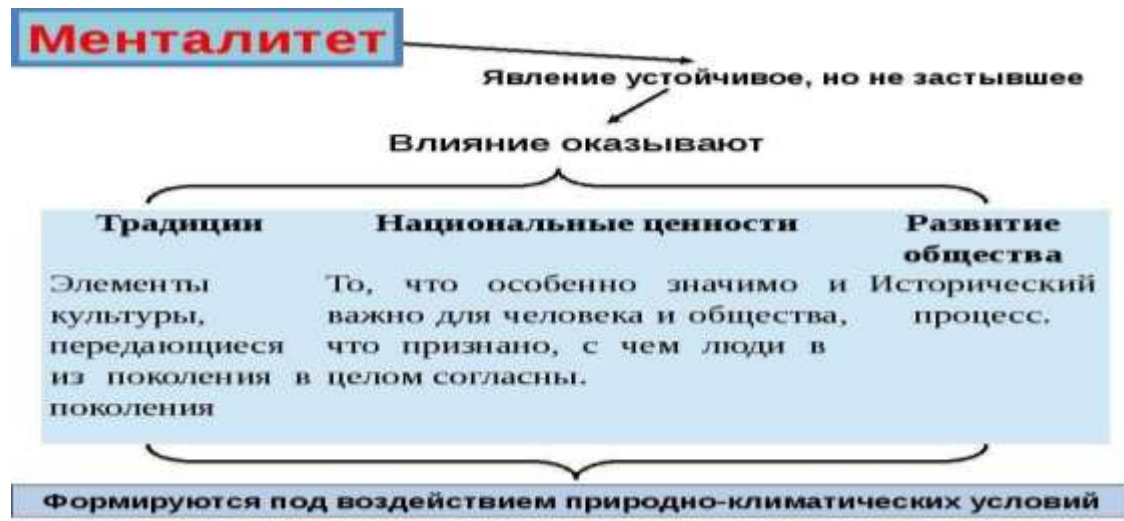 Менталитет
Явление устойчивое, но не застывшее
Влияние оказывают
Традиции
Национальные ценности
Развитие
общества
Элементы
культуры,
передающиеся
из поколения в
поколения
То, что особенно значимо и
важно для человека и общества,
что признано, с чем люди в
целом согласны.
Исторический
процесс.
Формируются под воздействием природно-климатических условий